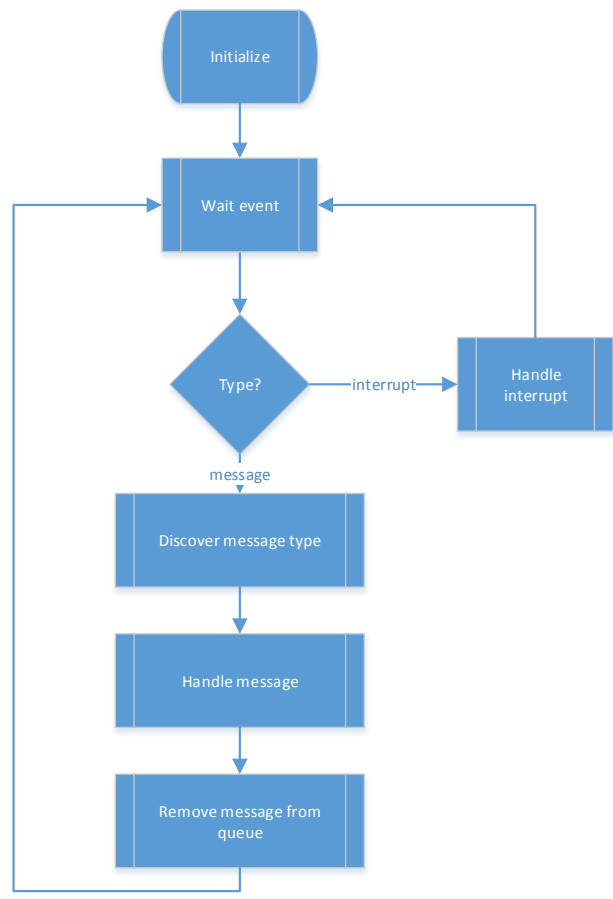 Initialize
Wait event
Type?
interrupt
Handle
interrupt
message
Discover message type
Handle message
Remove message from
queue